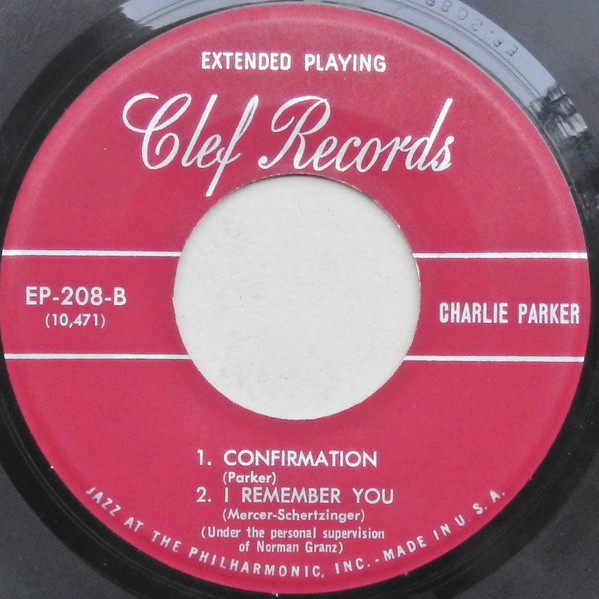 EXTENDED PLAYING
Clef Records
EP-208-B
(10,471)
CHARLIE PARKER
1. CONFIRMATION
(Parker)
2. I REMEMBER YOU
(Mercer-Schertzinger)
(Under the personal supervision
of Norman Granz)
JAZZ AT THE PHILHARMONIC, INC.-MADE IN U.S.A.